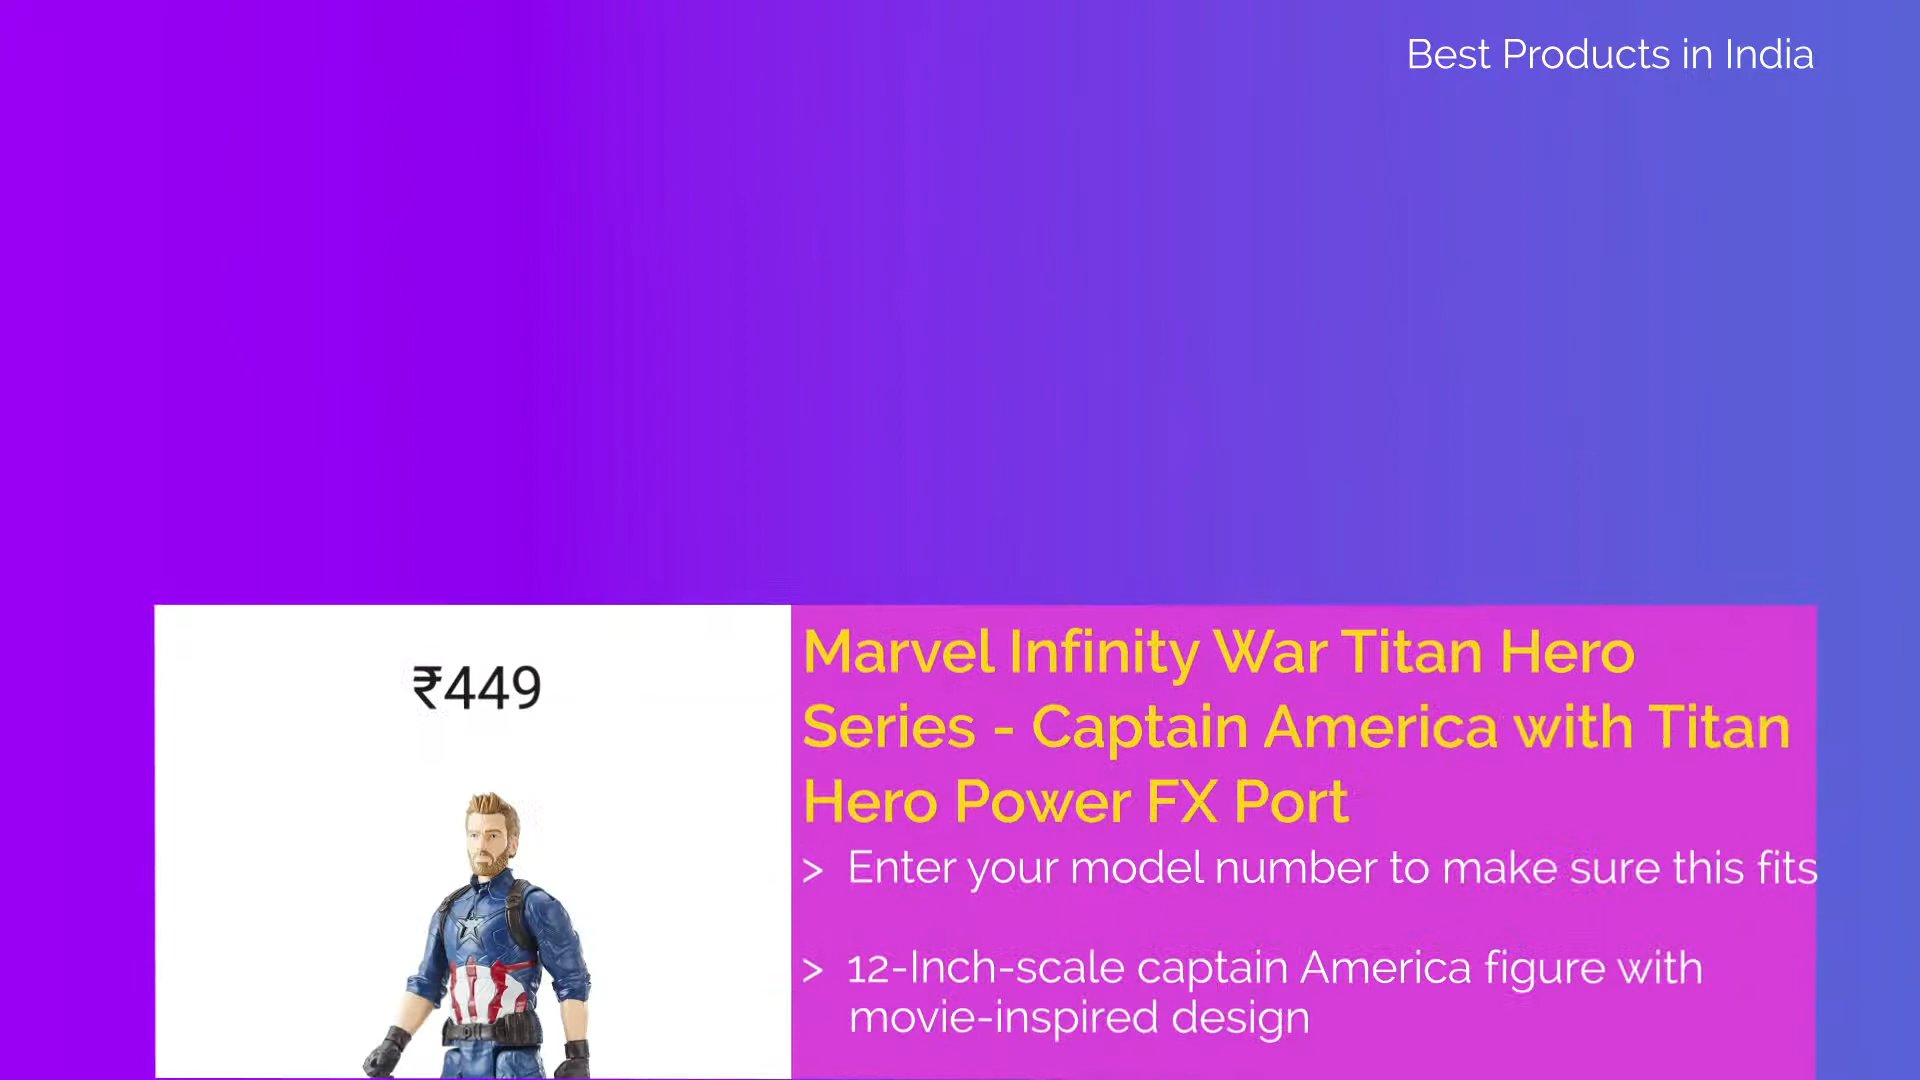 Best Products in India
₹449
Marvel Infinity War Titan Hero
Series - Captain America with Titan
Hero Power FX Port
> Enter your model number to make sure this fits
> 12-Inch-scale captain America figure with
movie-inspired design